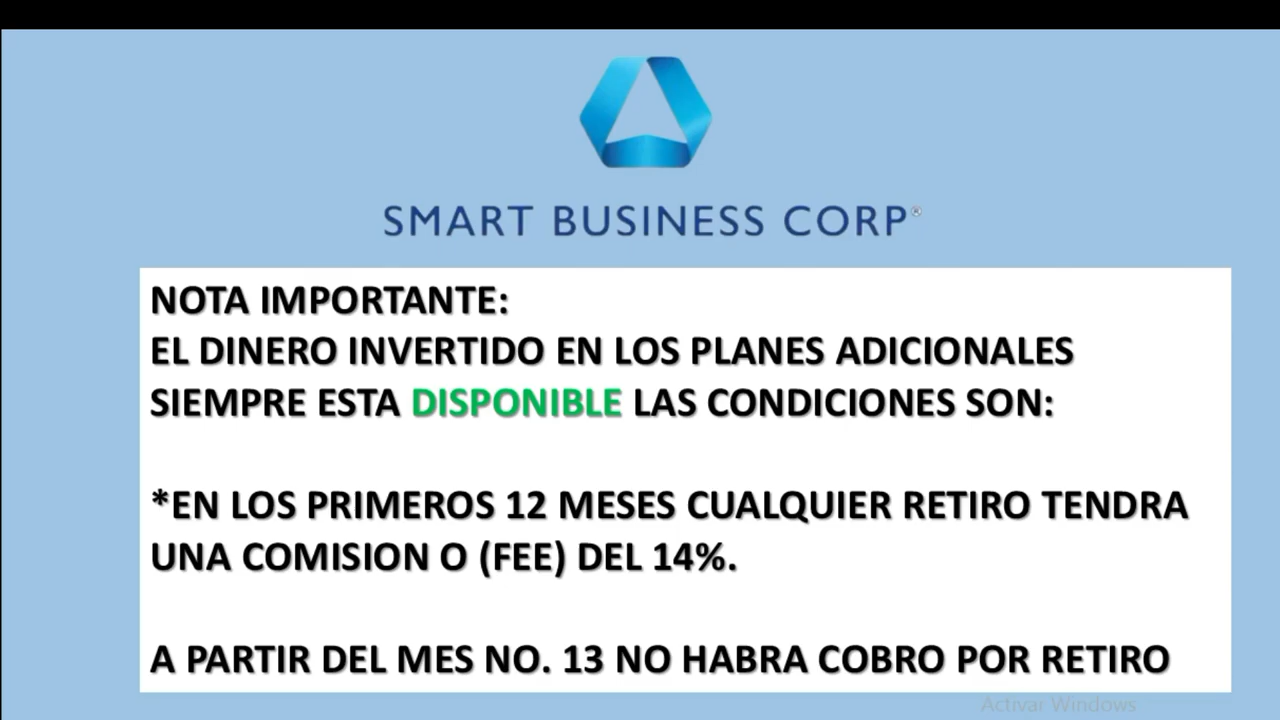 SMART BUSINESS CORP®
NOTA IMPORTANTE:
EL DINERO INVERTIDO EN LOS PLANES ADICIONALES
SIEMPRE ESTA DISPONIBLE LAS CONDICIONES SON:
*EN LOS PRIMEROS 12 MESES CUALQUIER RETIRO TENDRA
UNA COMISION O (FEE) DEL 14%.
A PARTIR DEL MES NO. 13 NO HABRA COBRO POR RETIRO
Activar Windows